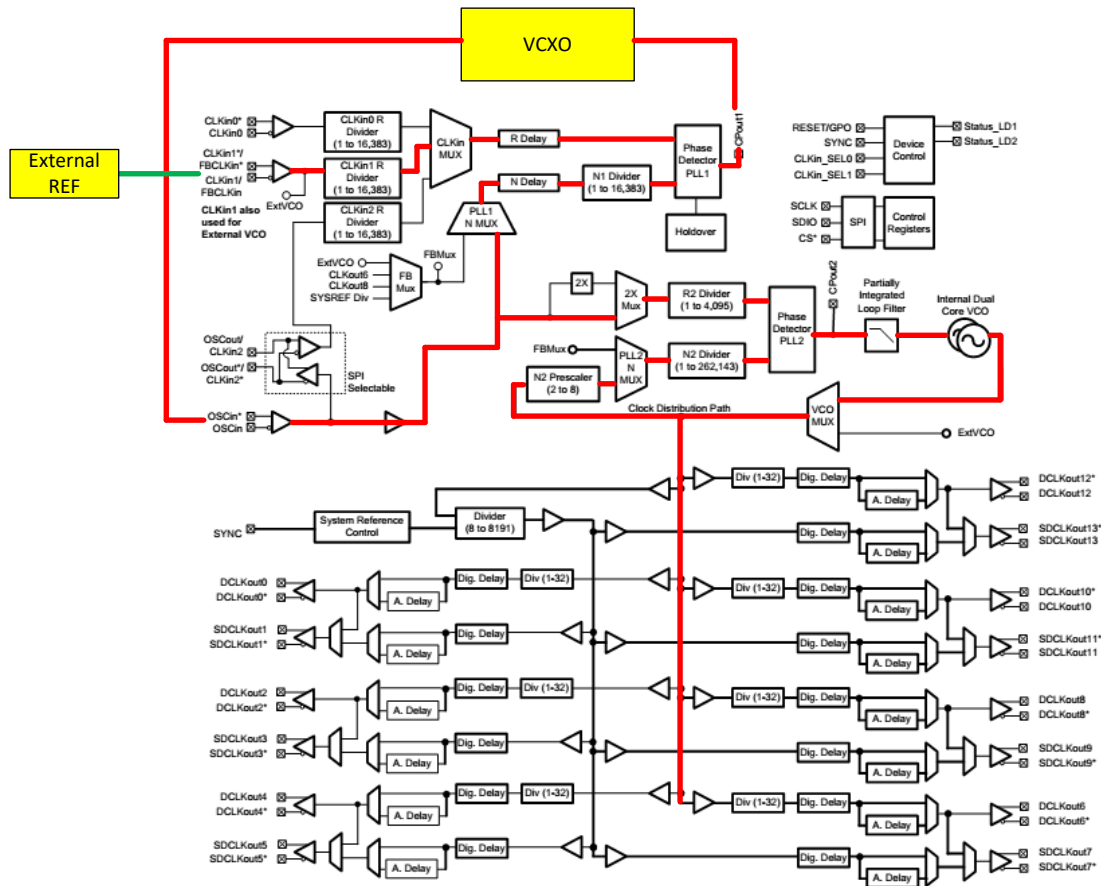 VCXO
External
REF
CLKin0*
CLKin0
CLKin0 R
Divider
(1 to 16,383)
CLKin1*/
FBCLKin*
CLKin1/
FBCLKin
CLKin1 R
Divider
(1 to 16,383)
ExtVCO
CLKin1 also
used for
External VCO
CLKin2 R
Divider
(1 to 16,383)
CLKin
MUX
R Delay
N Delay
N1 Divider
(1 to 16,383)
PLL1
N MUX
Phase
Detector
PLL1
CPout1
Holdover
RESET/GPO
SYNC
CLKin_SEL0
CLKin_SEL1
Device
Control
Status_LD1
Status_LD2
SCLK
SDIO
CS*
SPI
Control
Registers
ExtVCO
CLKout6
CLKout8
SYSREF Div
FB
Mux
FBMux
2X
2X
Mux
R2 Divider
(1 to 4,095)
Phase
Detector
PLL2
CPout2
Partially
Integrated
Loop Filter
Internal Dual
Core VCO
OSCout/
CLKin2
OSCout*/
CLKin2*
SPI
Selectable
OSCin*
OSCin
FBMux
PLL2
N
MUX
N2 Divider
(1 to 262,143)
N2 Prescaler
(2 to 8)
Clock Distribution Path
VCO
MUX
ExtVCO
Div (1-32)
Dig. Delay
A. Delay
DCLKout12*
DCLKout12
SYNC
System Reference
Control
Divider
(8 to 8191)
Dig. Delay
A. Delay
SDCLKout13*
SDCLKout13
DCLKout0
DCLKout0*
A. Delay
Dig. Delay
Div (1-32)
Div (1-32)
Dig. Delay
A. Delay
DCLKout10*
DCLKout10
SDCLKout1
SDCLKout1*
A. Delay
Dig. Delay
Dig. Delay
A. Delay
SDCLKout11*
SDCLKout11
DCLKout2
DCLKout2*
A. Delay
Dig. Delay
Div (1-32)
Div (1-32)
Dig. Delay
A. Delay
DCLKout8
DCLKout8*
SDCLKout3
SDCLKout3*
A. Delay
Dig. Delay
Dig. Delay
A. Delay
SDCLKout9
SDCLKout9*
DCLKout4
DCLKout4*
A. Delay
Dig. Delay
Div (1-32)
Div (1-32)
Dig. Delay
A. Delay
DCLKout6
DCLKout6*
SDCLKout5
SDCLKout5*
A. Delay
Dig. Delay
Dig. Delay
A. Delay
SDCLKout7
SDCLKout7*